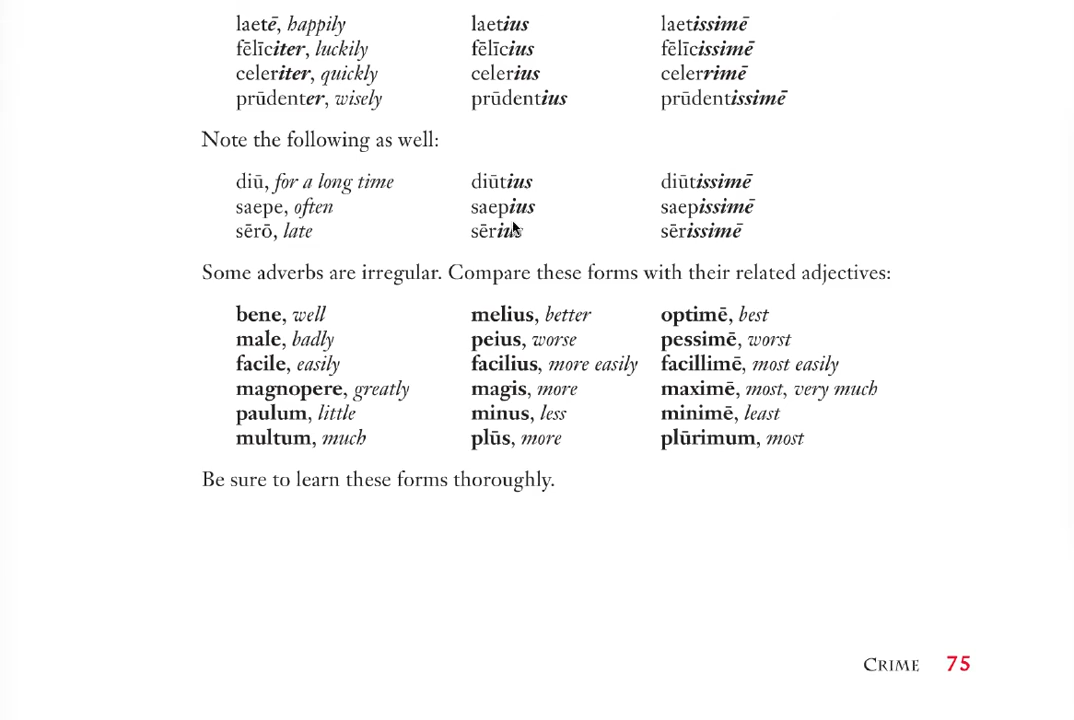 laetē, happily laetius laetissimē
fēlīciter, luckily fēlīcius fēlīcissimē
celeriter, quickly celerius celerrimē
prūdenter, wisely prūdentius prūdentissimē
Note the following as well:
diū, for a long time diūtius diūtissimē
saepe, often saepius saepissimē
sērō, late sērius sērissimē
Some adverbs are irregular. Compare these forms with their related adjectives:
bene, well melius, better optimē, best
male, badly peius, worse pessimē, worst
facile, easily facilius, more easily facillimē, most easily
magnopere, greatly magis, more maximē, most, very much
paulum, little minus, less minimē, least
multum, much plūs, more plūrimum, most
Be sure to learn these forms thoroughly.
CRIME 75